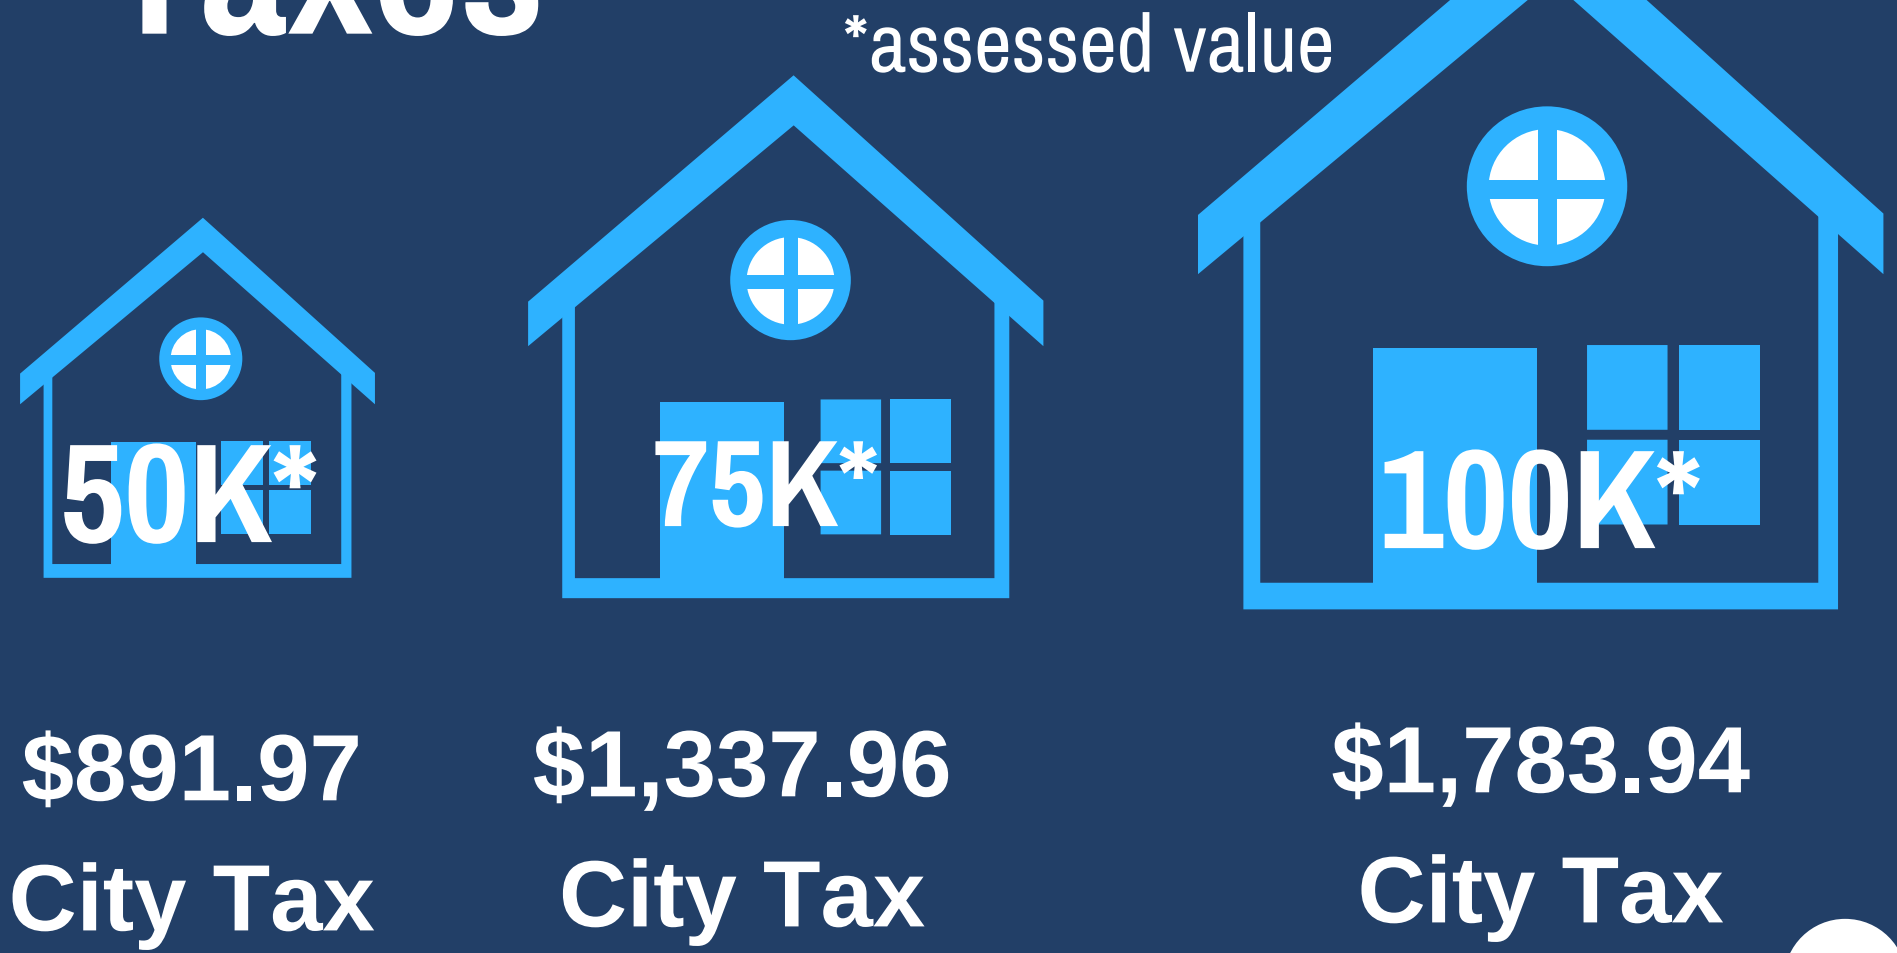 Taxes
*assessed value
50K*
75K*
100K*
$891.97
City Tax
$1,337.96
City Tax
$1,783.94
City Tax